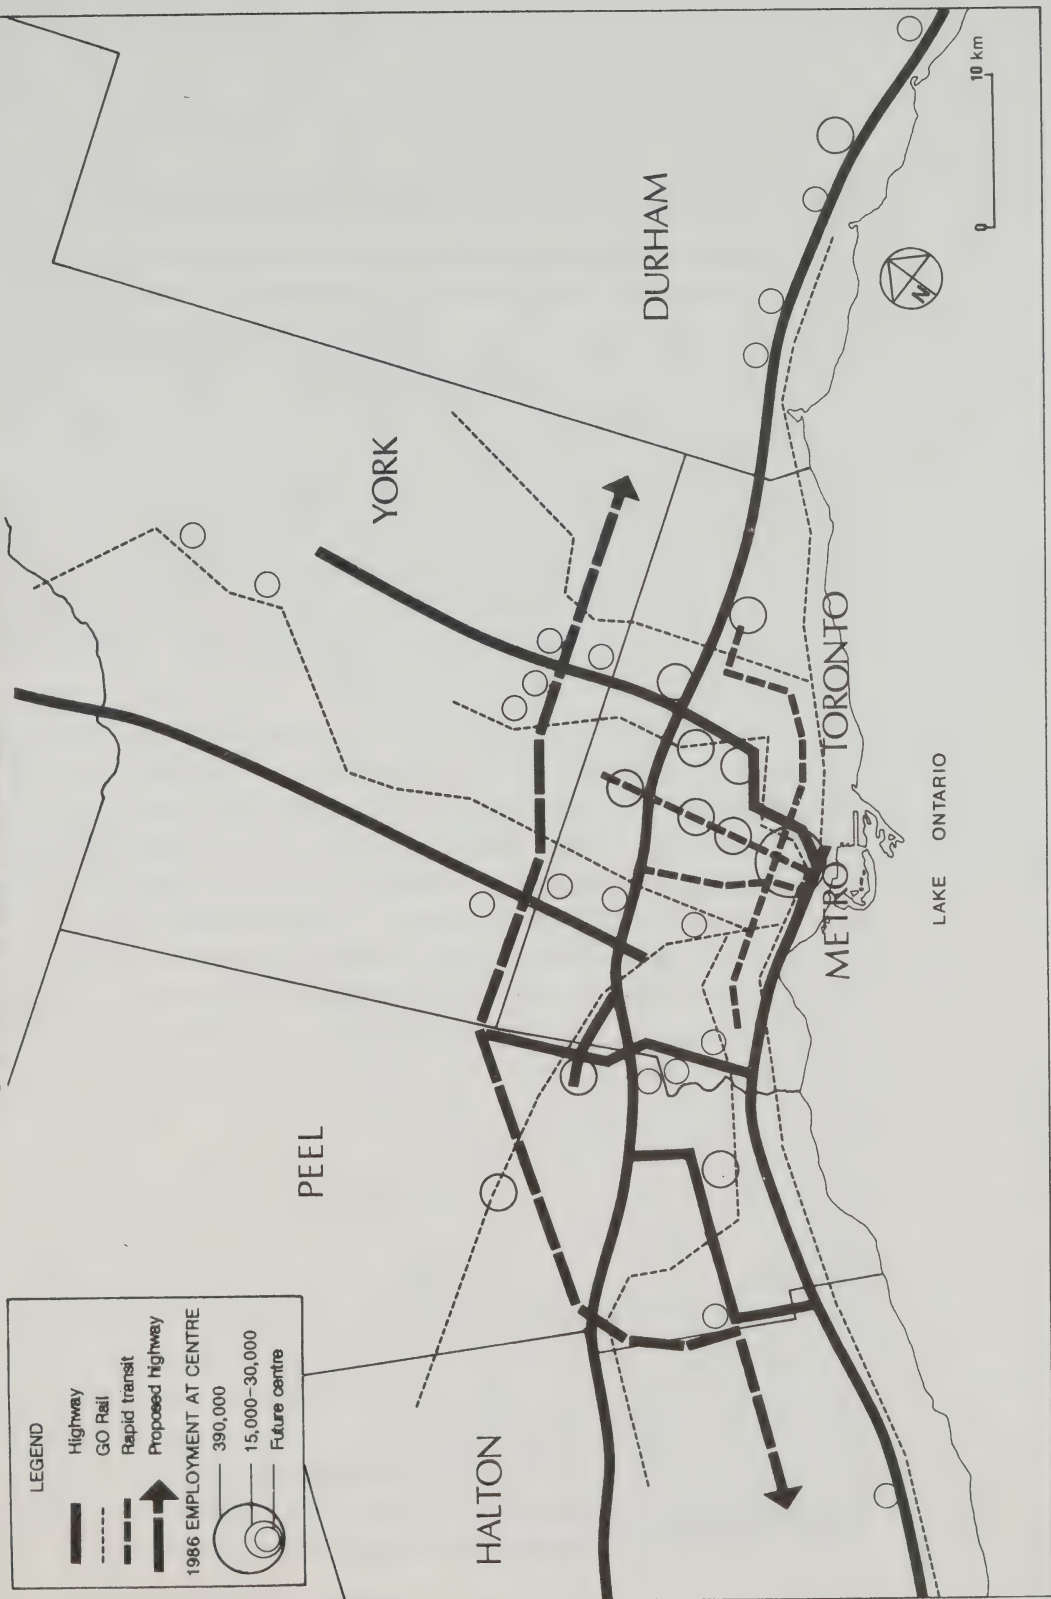 LEGEND
Highway
GO Rail
Rapid transit
Proposed highway
1986 EMPLOYMENT AT CENTRE
390,000
15,000-30,000
Future centre
HALTON
PEEL
YORK
DURHAM
METRO TORONTO
LAKE ONTARIO
N
0 10 km